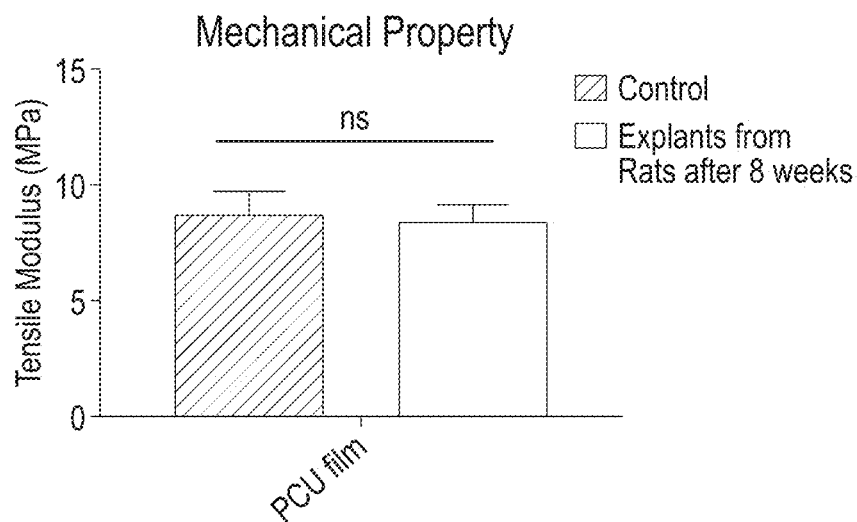 Mechanical Property
Tensile Modulus (MPa)
15
10
5
0
ns
Control
Explants from
Rats after 8 weeks
PCU film